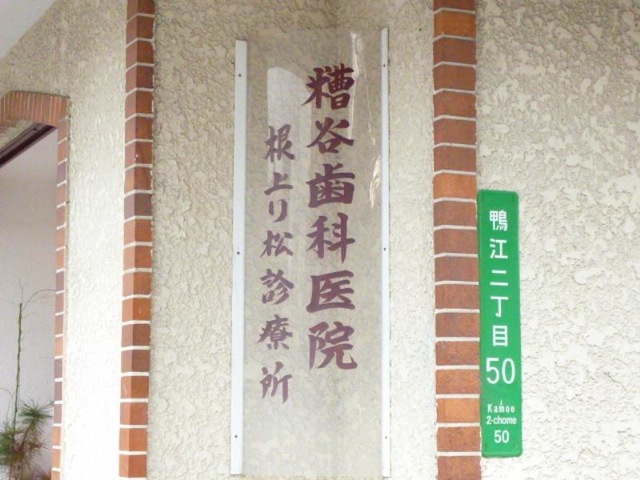 糟谷歯科医院
根上り松診療所
鴨江二丁目
50
Kamoe
2-chome
50